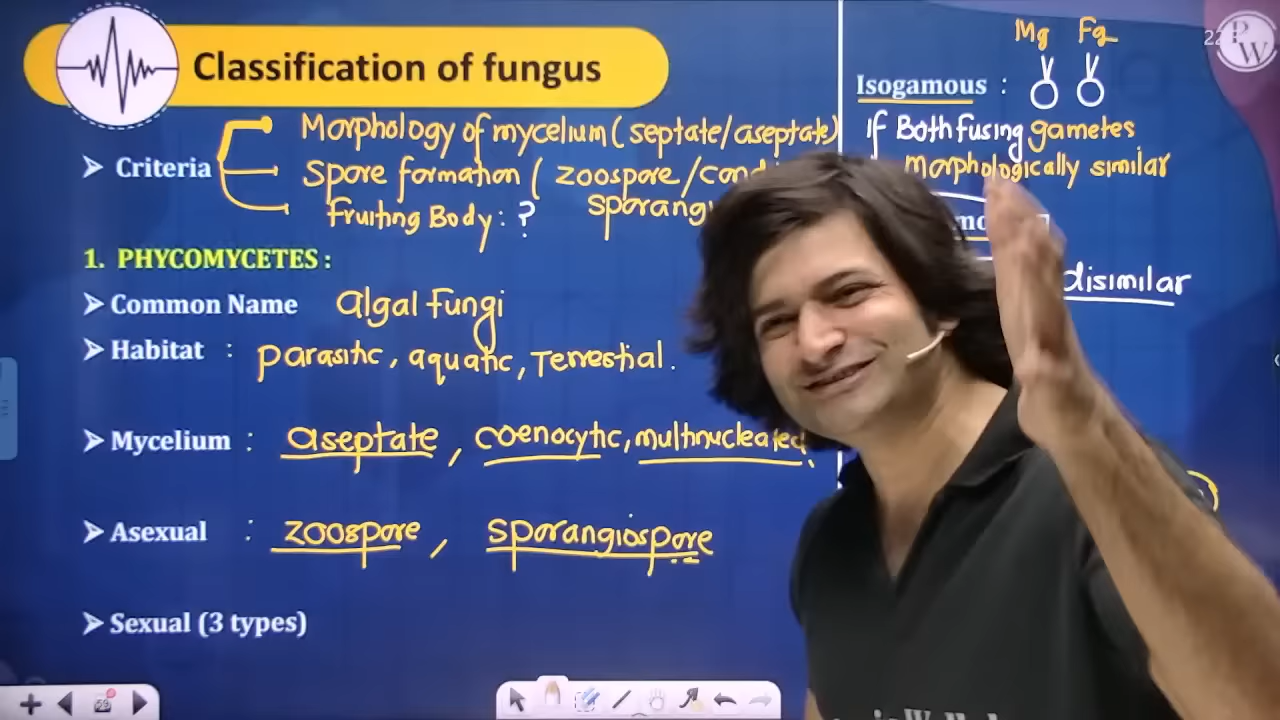 Classification of fungus
Criteria
Morphology of mycelium (septate/aseptate)
Spore formation ( zoospore/
Fruiting Body: ?
1. PHYCOMYCETES :
Common Name algal fungi
Habitat : parasitic, aquatic, Terrestial.
Mycelium : aseptate, coenocytic, multinucleated
Asexual : zoospore, sporangiospore
Sexual (3 types)
Mg Fg
Isogamous :
if Both fusing gametes
morphologically similar
disimilar
PW